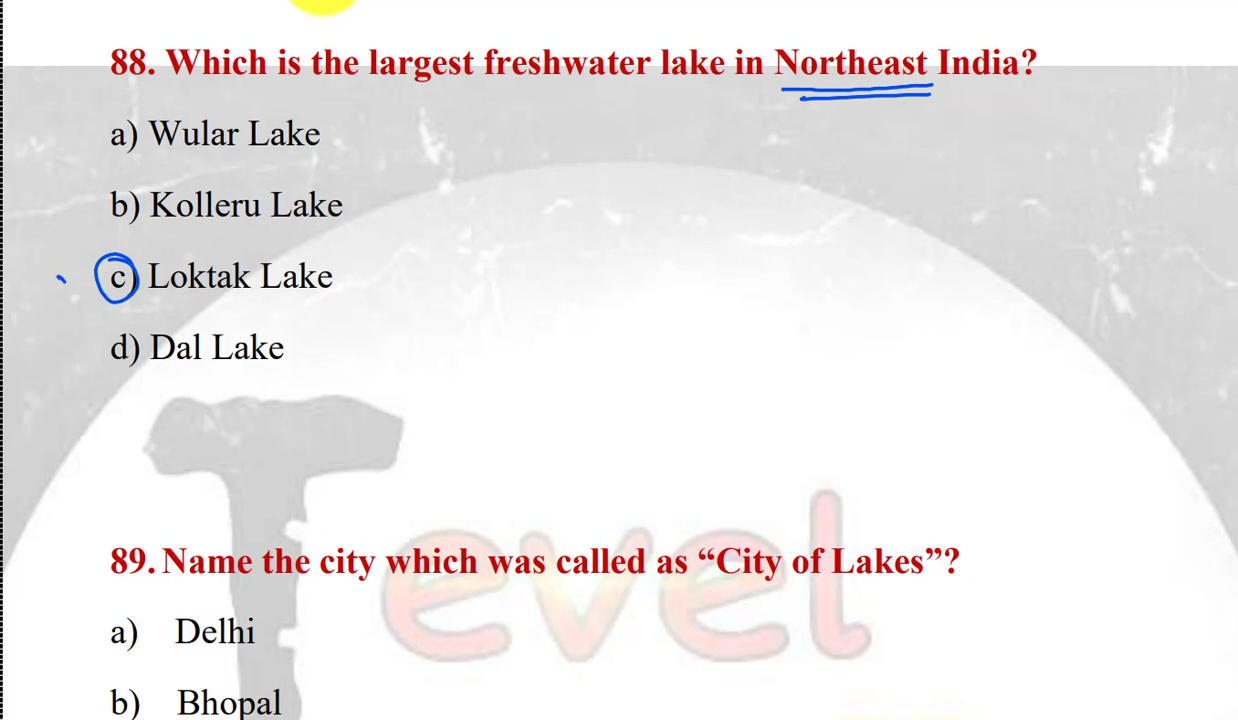 88. Which is the largest freshwater lake in Northeast India?
a) Wular Lake
b) Kolleru Lake
c) Loktak Lake
d) Dal Lake
Tevel
89. Name the city which was called as “City of Lakes”?
a) Delhi
b) Bhopal